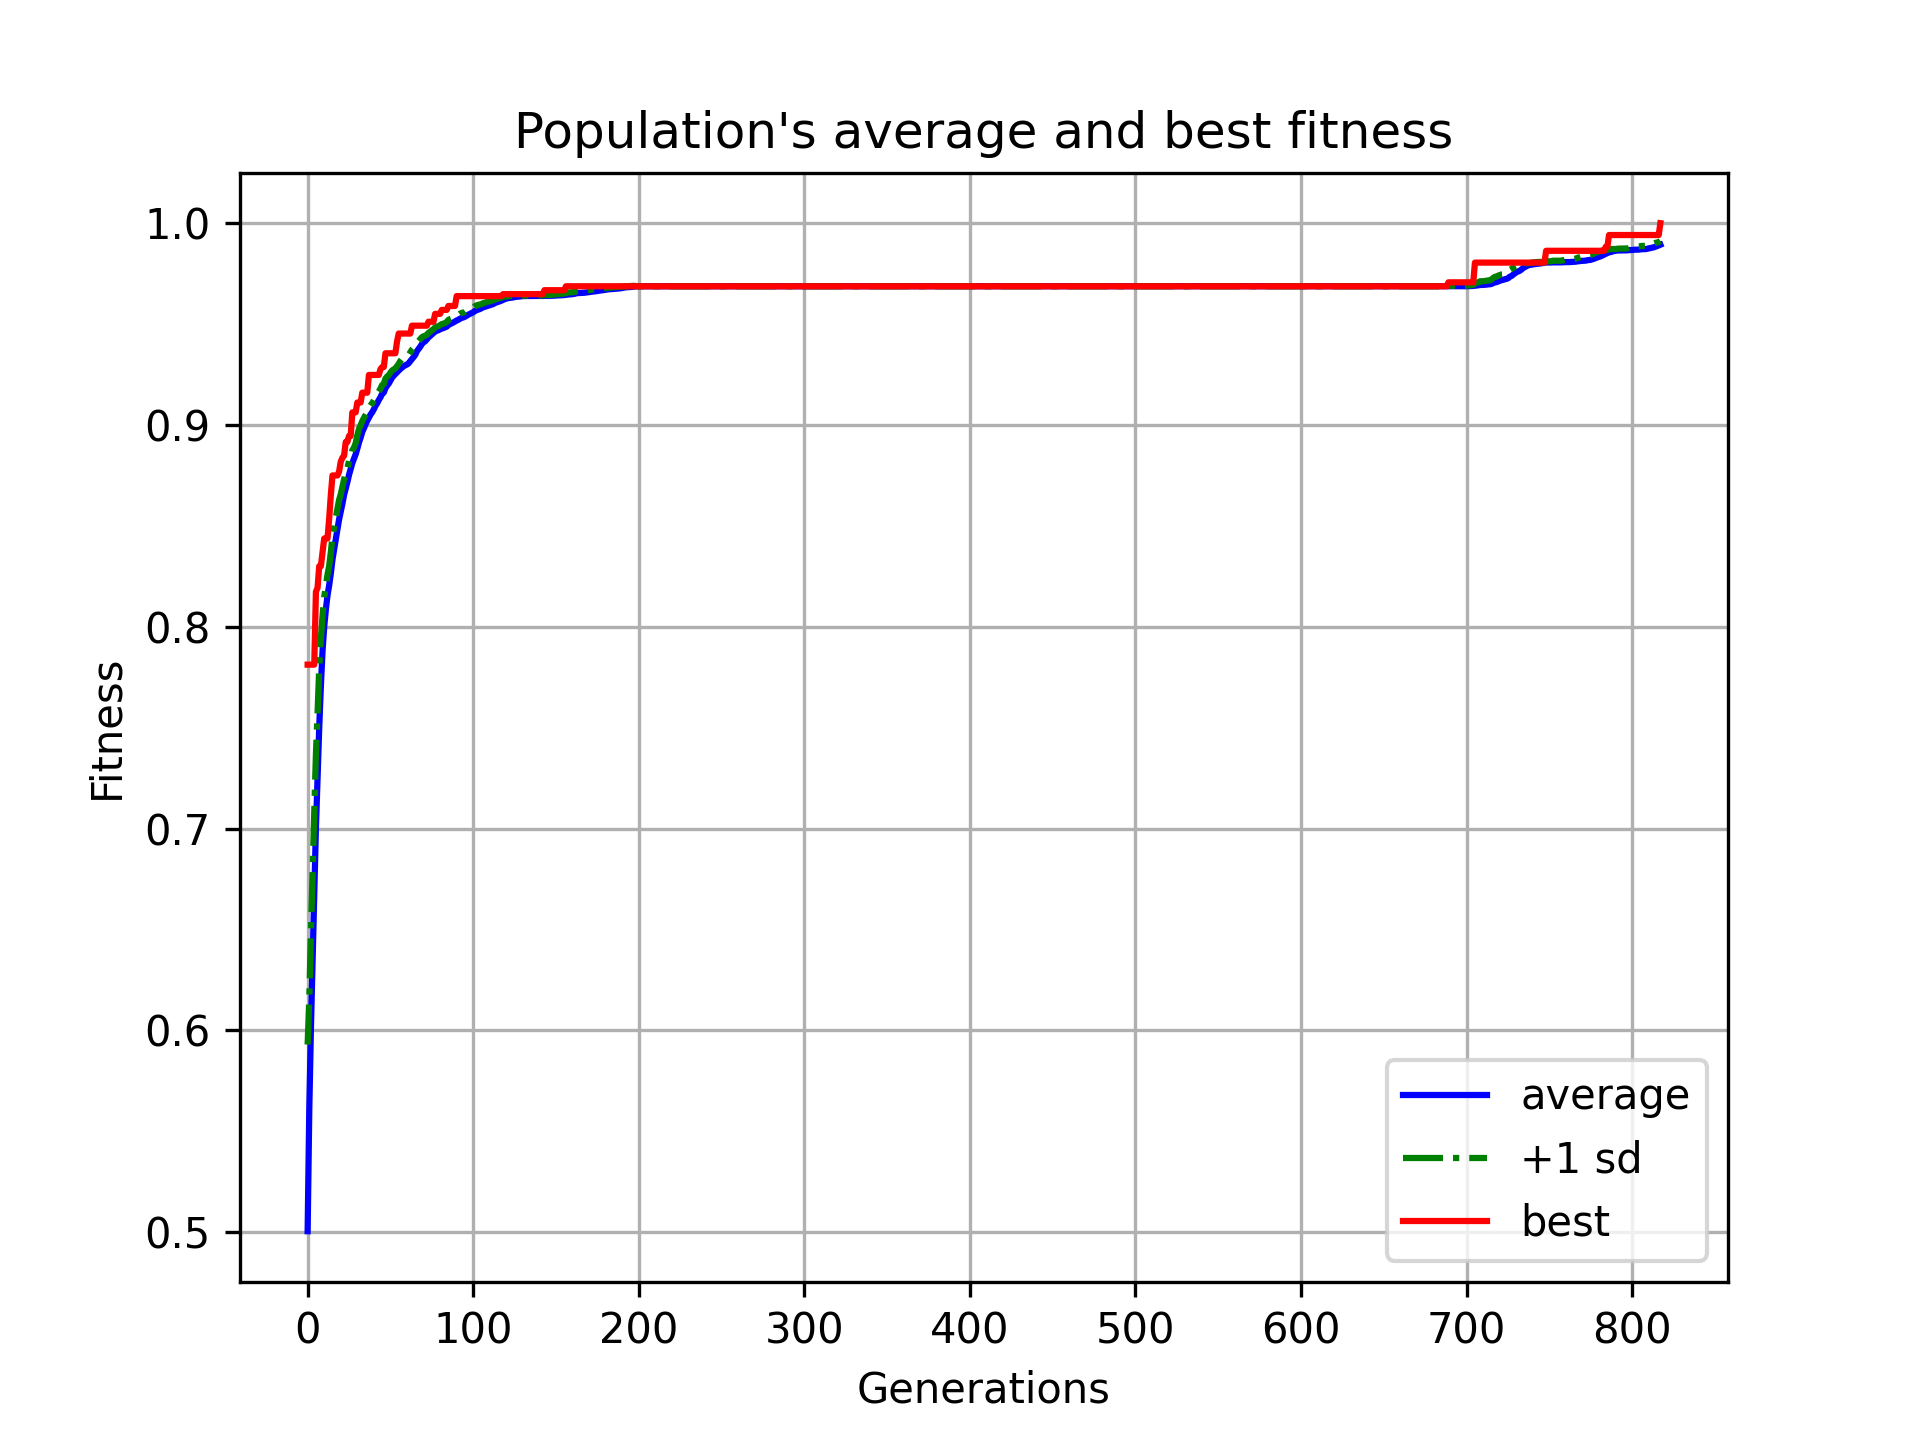 Population's average and best fitness
1.0
0.9
0.8
0.7
0.6
0.5
Fitness
0 100 200 300 400 500 600 700 800
Generations
average
+1 sd
best